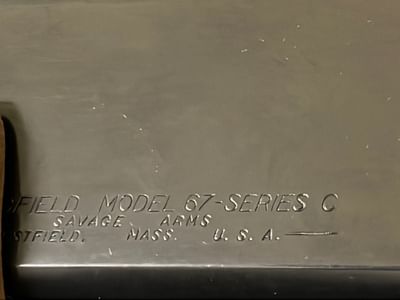 FIELD MODEL 67-SERIES C
SAVAGE ARMS
STFIELD, MASS. U.S.A.